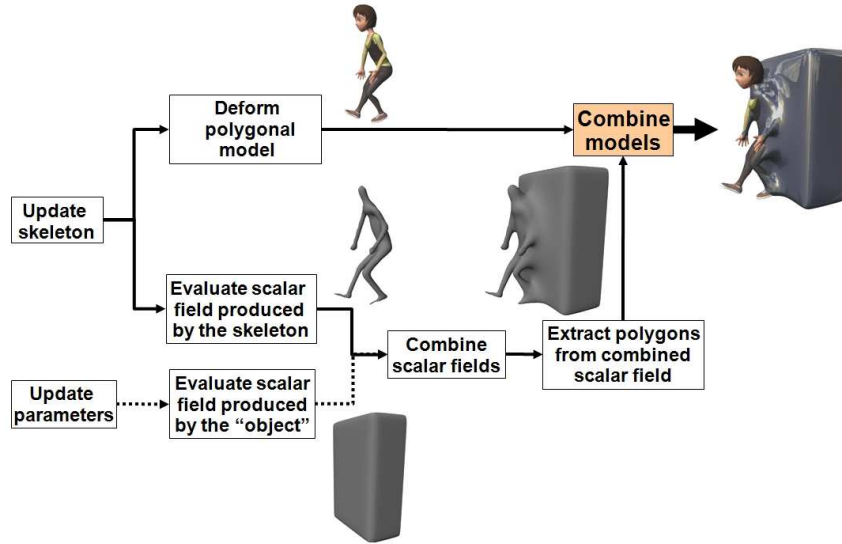 Deform
polygonal
model
Combine
models
Update
skeleton
Evaluate scalar
field produced
by the skeleton
Combine
scalar fields
Extract polygons
from combined
scalar field
Update
parameters
Evaluate scalar
field produced
by the “object”